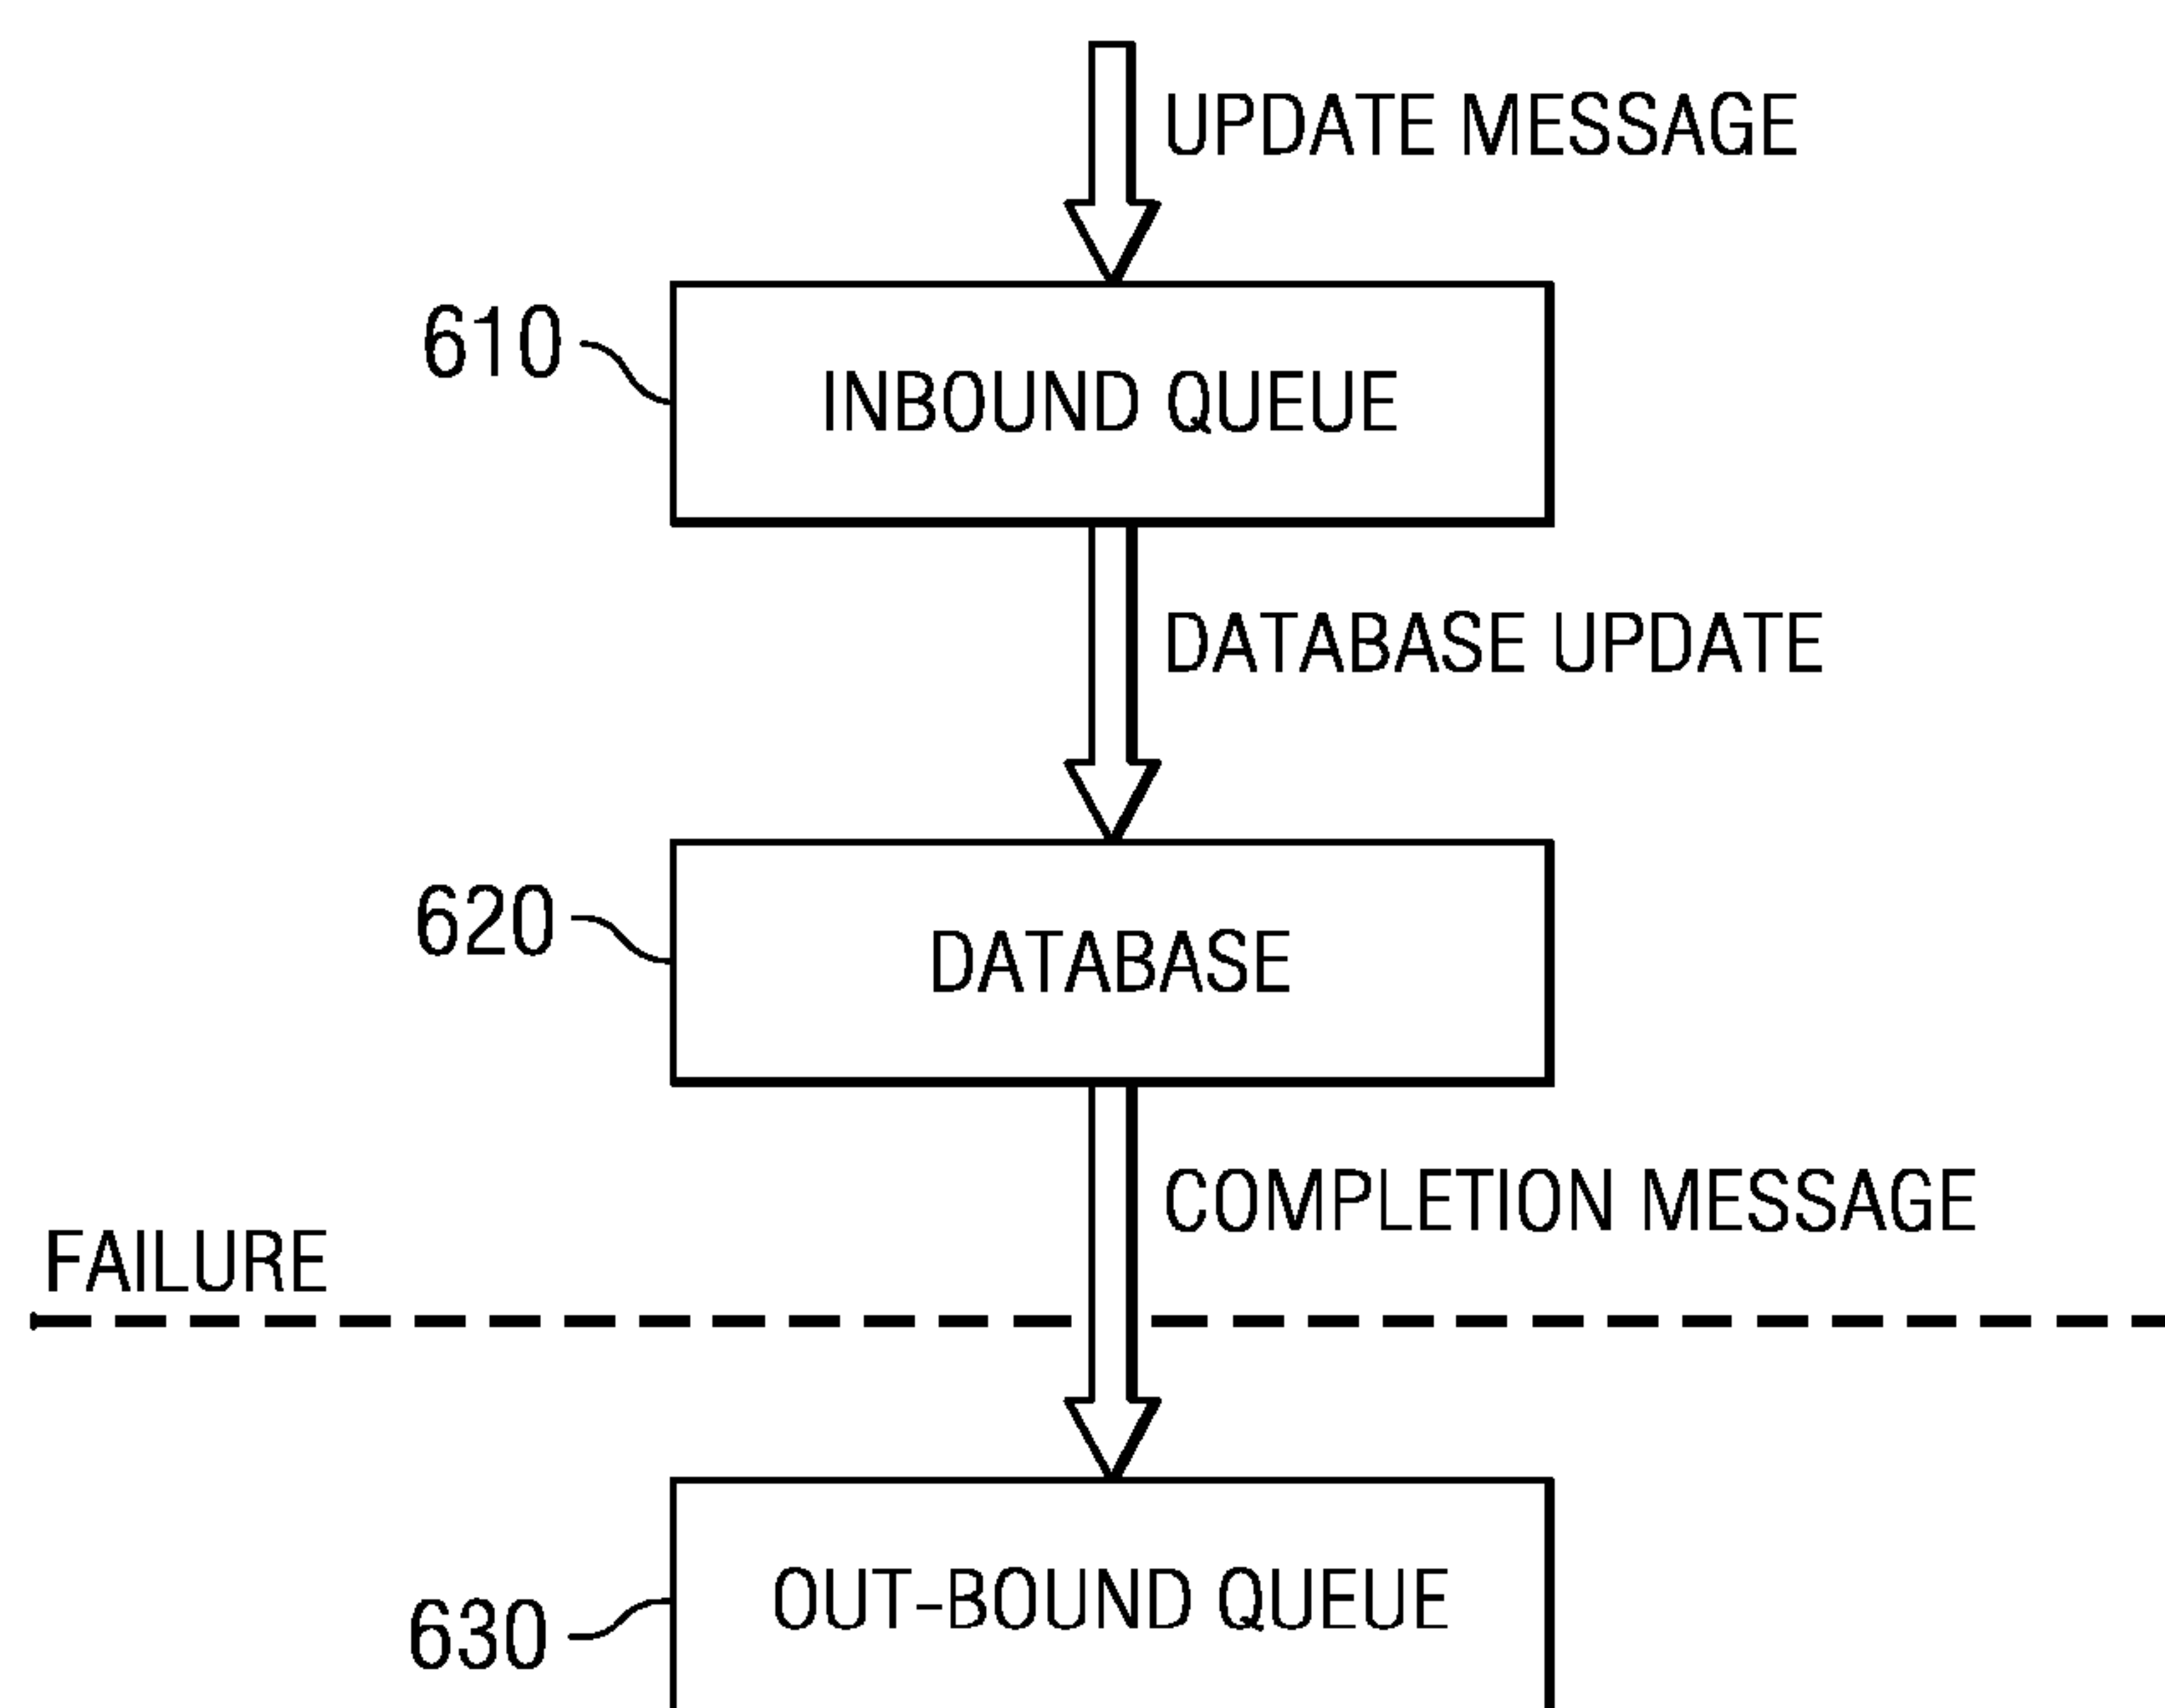 UPDATE MESSAGE
610
INBOUND QUEUE
DATABASE UPDATE
620
DATABASE
COMPLETION MESSAGE
FAILURE
OUT-BOUND QUEUE
630